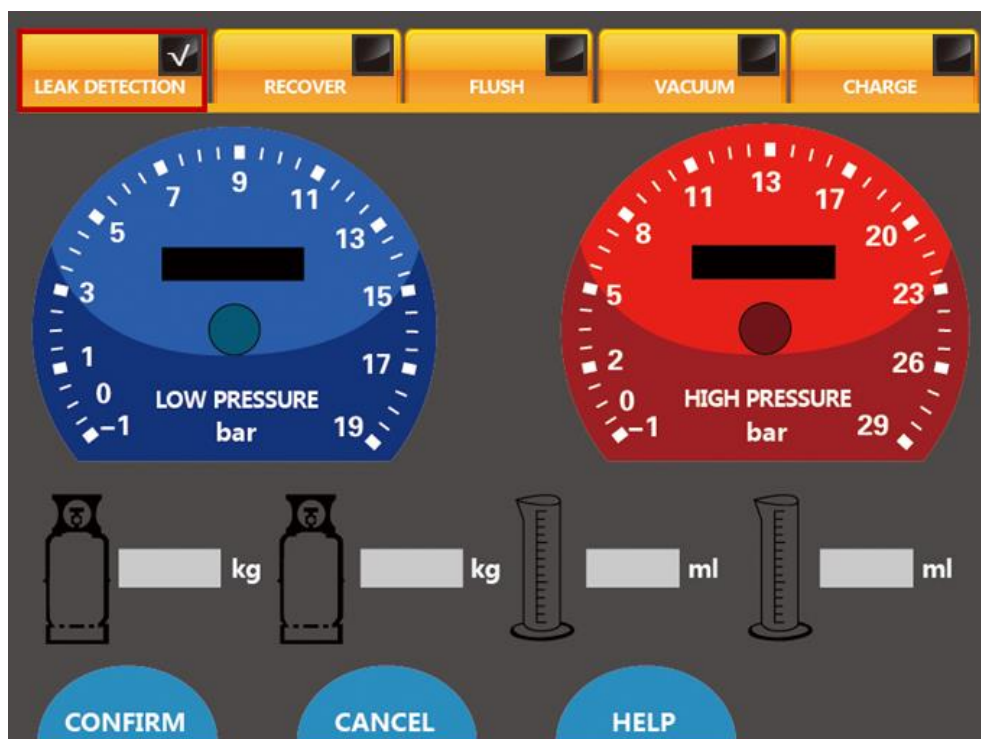 √
LEAK DETECTION
RECOVER
FLUSH
VACUUM
CHARGE
-1
0
1
3
5
7
9
11
13
15
17
19
LOW PRESSURE
bar
-1
0
2
5
8
11
13
17
20
23
26
29
HIGH PRESSURE
bar
kg
kg
ml
ml
CONFIRM
CANCEL
HELP